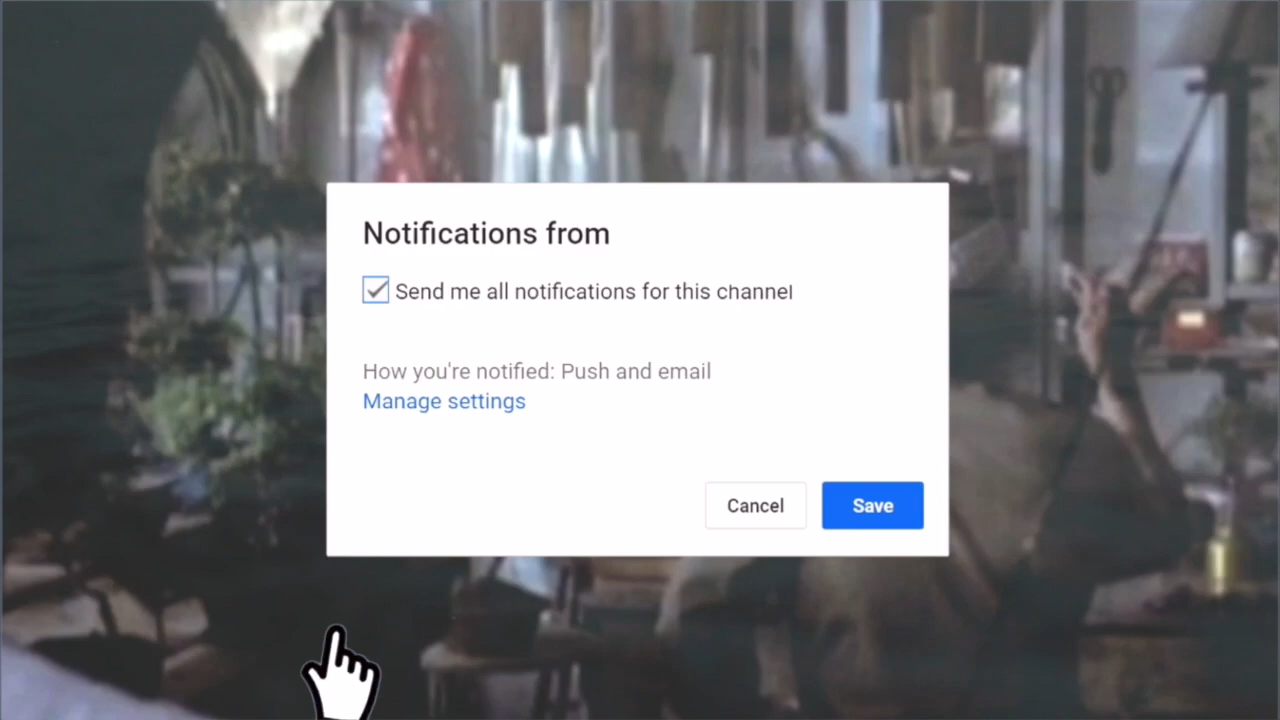 Notifications from
Send me all notifications for this channel
How you're notified: Push and email
Manage settings
Cancel
Save